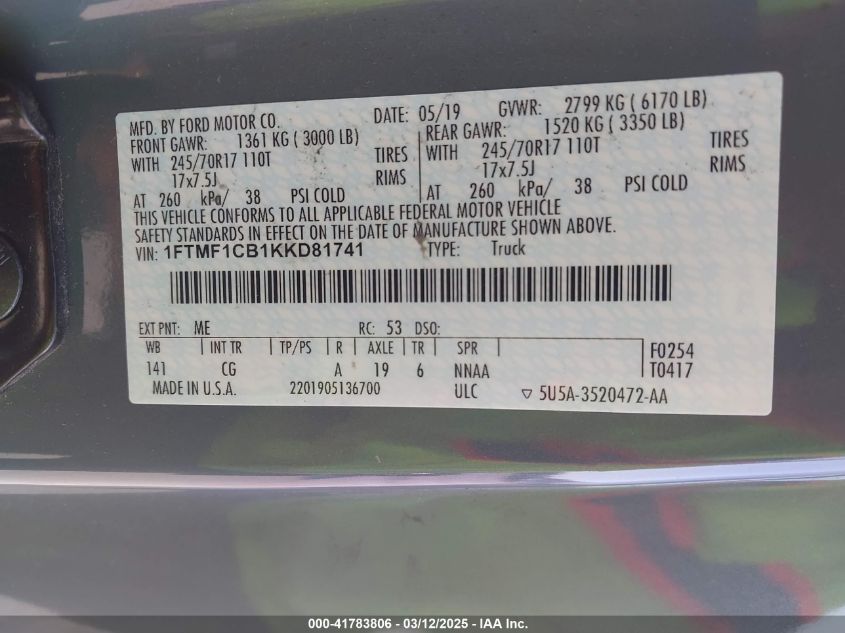 MFD. BY FORD MOTOR CO. DATE: 05/19 GVWR: 2799 KG ( 6170 LB)
FRONT GAWR: 1361 KG ( 3000 LB) REAR GAWR: 1520 KG ( 3350 LB)
WITH 245/70R17 110T TIRES WITH 245/70R17 110T TIRES
17x7.5J RIMS 17x7.5J RIMS
AT 260 kPa/ 38 PSI COLD AT 260 kPa/ 38 PSI COLD
THIS VEHICLE CONFORMS TO ALL APPLICABLE FEDERAL MOTOR VEHICLE
SAFETY STANDARDS IN EFFECT ON THE DATE OF MANUFACTURE SHOWN ABOVE.
VIN: 1FTMF1CB1KKD81741 TYPE: Truck
EXT PNT: ME RC: 53 DSO:
WB INT TR TP/PS R AXLE TR SPR F0254
141 CG A 19 6 NNAA T0417
MADE IN U.S.A. 2201905136700 ULC ▽ 5U5A-3520472-AA
000-41783806 - 03/12/2025 - IAA Inc.